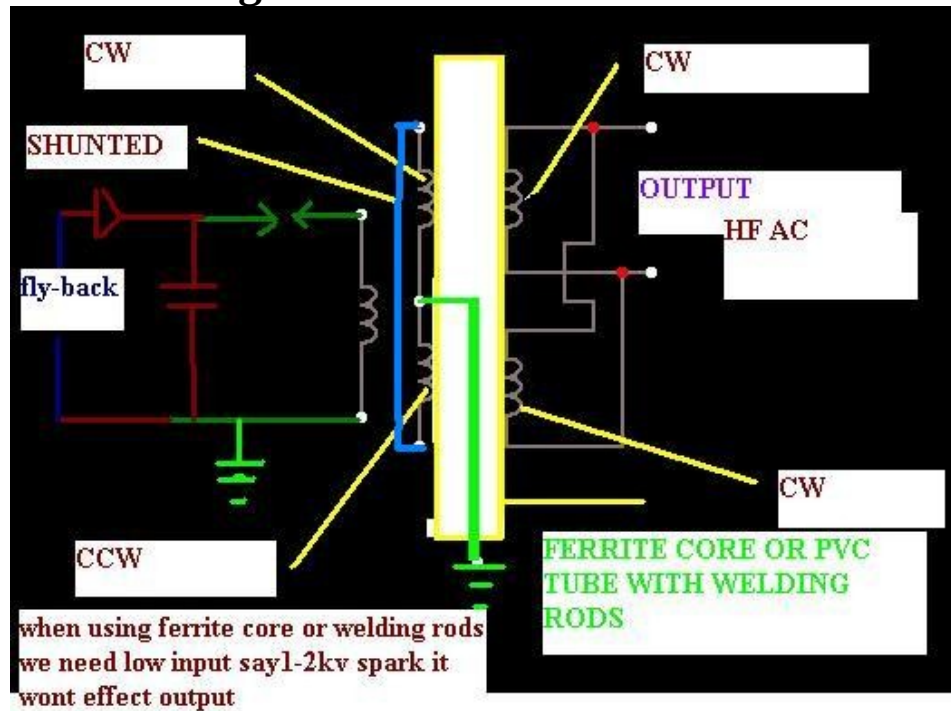 CW
CW
SHUNTED
OUTPUT
HF AC
fly-back
CW
CCW
FERRITE CORE OR PVC
TUBE WITH WELDING
RODS
when using ferrite core or welding rods
we need low input say1-2kv spark it
wont effect output